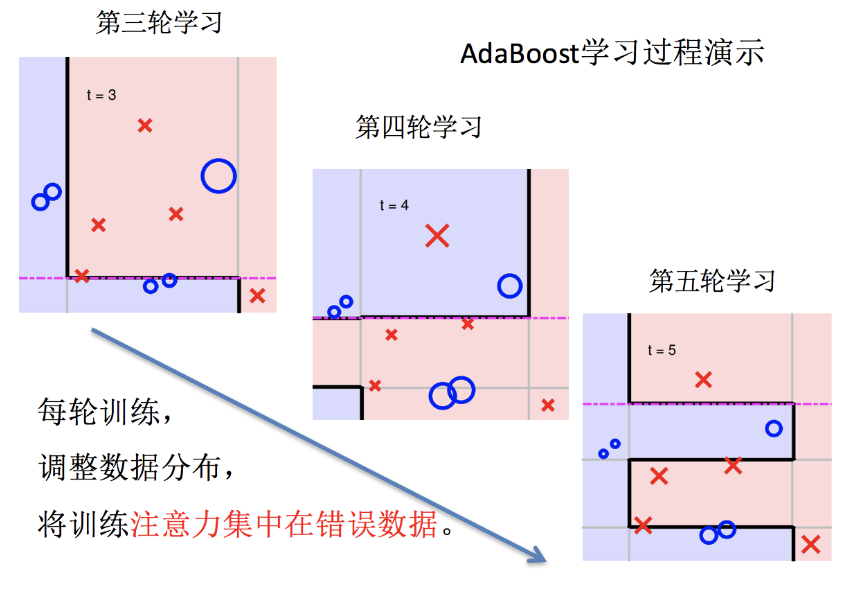 第三轮学习
AdaBoost学习过程演示
t = 3
第四轮学习
t = 4
第五轮学习
t = 5
每轮训练，
调整数据分布，
将训练注意力集中在错误数据。